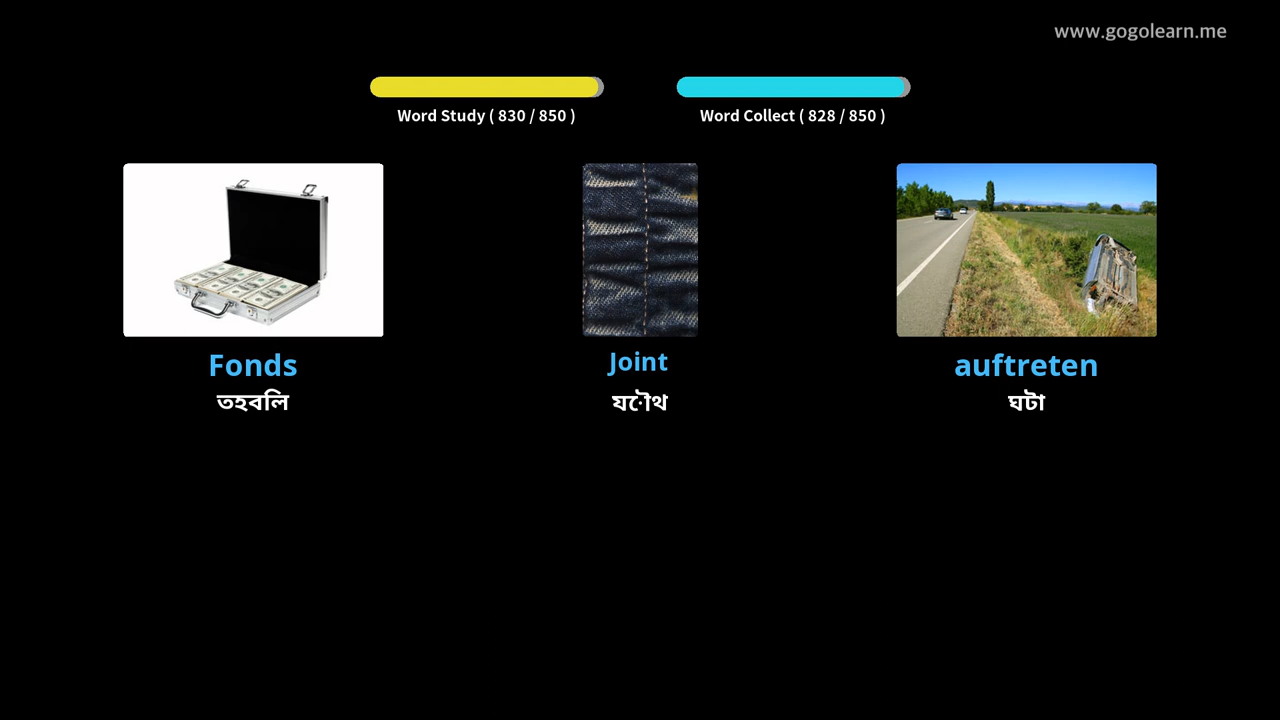 www.gogolearn.me
Word Study ( 830 / 850 )
Word Collect ( 828 / 850 )
Fonds
Joint
auftreten
তহবলি
যৌথ
ঘটা